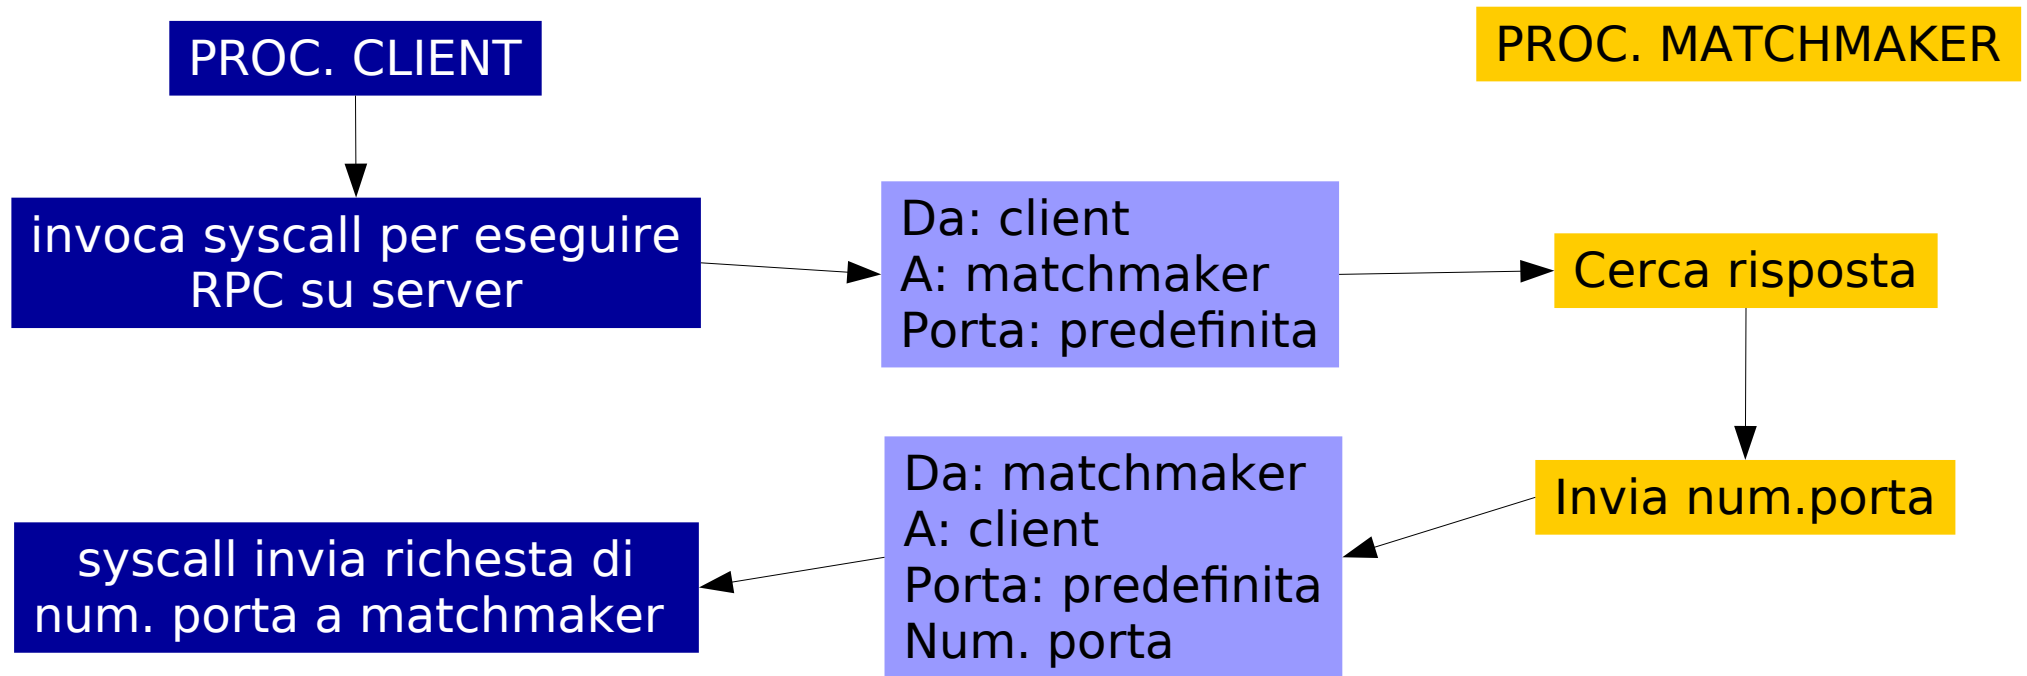 PROC. CLIENT
PROC. MATCHMAKER
invoca syscall per eseguire
RPC su server
Da: client
A: matchmaker
Porta: predefinita
Cerca risposta
Da: matchmaker
A: client
Porta: predefinita
Num. porta
Invia num.porta
syscall invia richesta di
num. porta a matchmaker